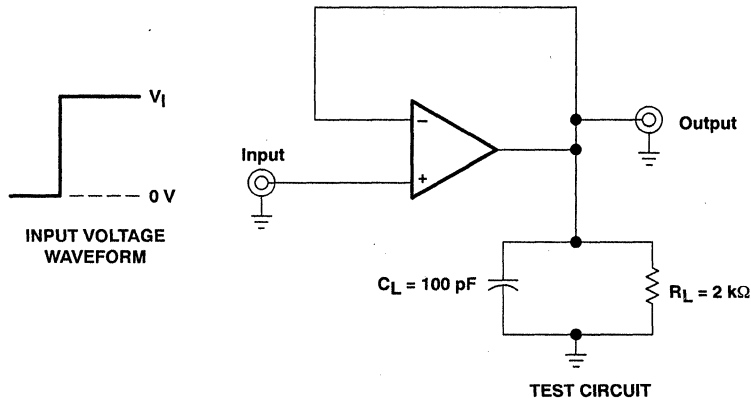 VI
0 V
INPUT VOLTAGE
WAVEFORM
Input
−
+
Output
CL = 100 pF
RL = 2 kΩ
TEST CIRCUIT